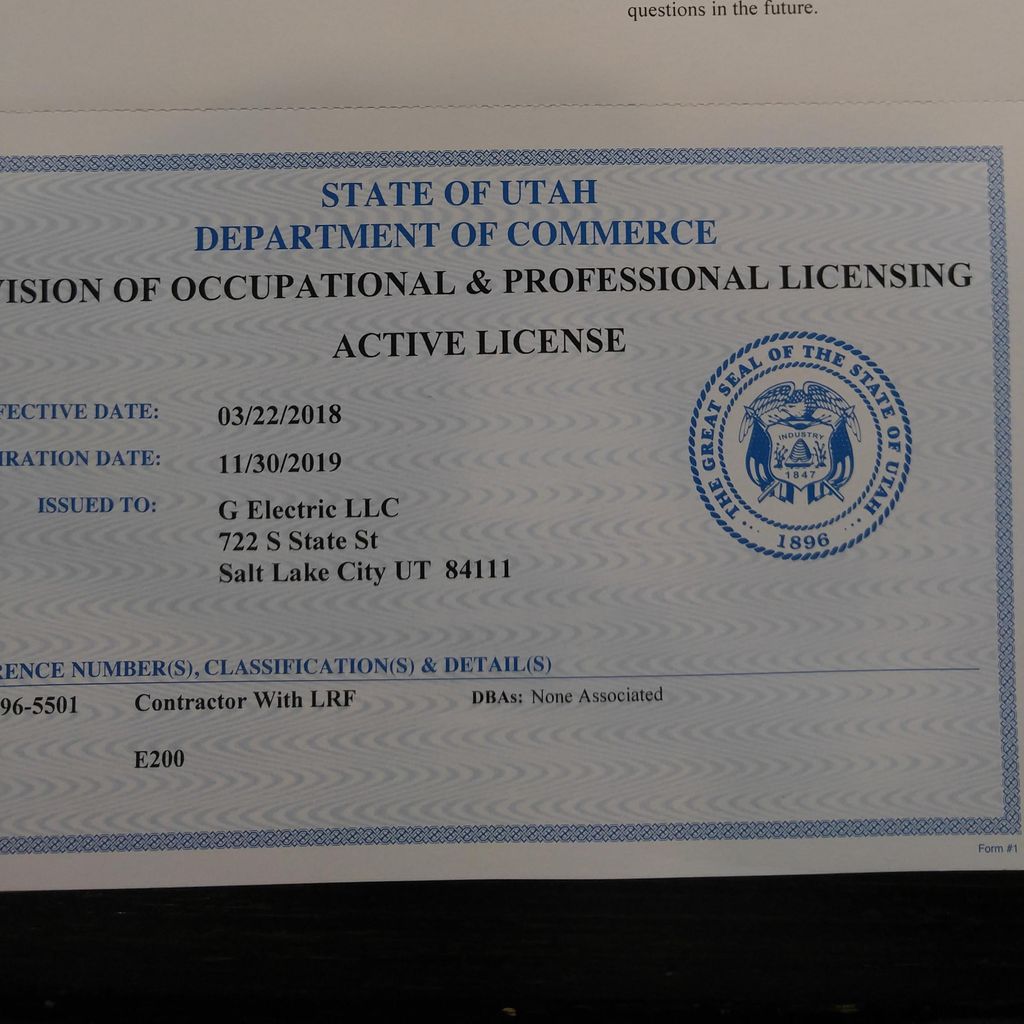 questions in the future.
STATE OF UTAH
DEPARTMENT OF COMMERCE
VISION OF OCCUPATIONAL & PROFESSIONAL LICENSING
ACTIVE LICENSE
FECTIVE DATE: 03/22/2018
IRATION DATE: 11/30/2019
ISSUED TO: G Electric LLC
722 S State St
Salt Lake City UT 84111
THE GREAT SEAL OF THE STATE OF UTAH
INDUSTRY
1847
1896
RENCE NUMBER(S), CLASSIFICATION(S) & DETAIL(S)
96-5501 Contractor With LRF DBAs: None Associated
E200
Form #1